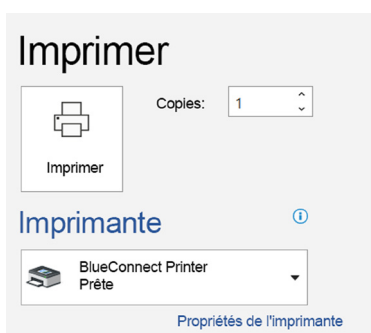 Imprimer
Copies: 1
Imprimer
Imprimante
BlueConnect Printer
Prête
Propriétés de l'imprimante